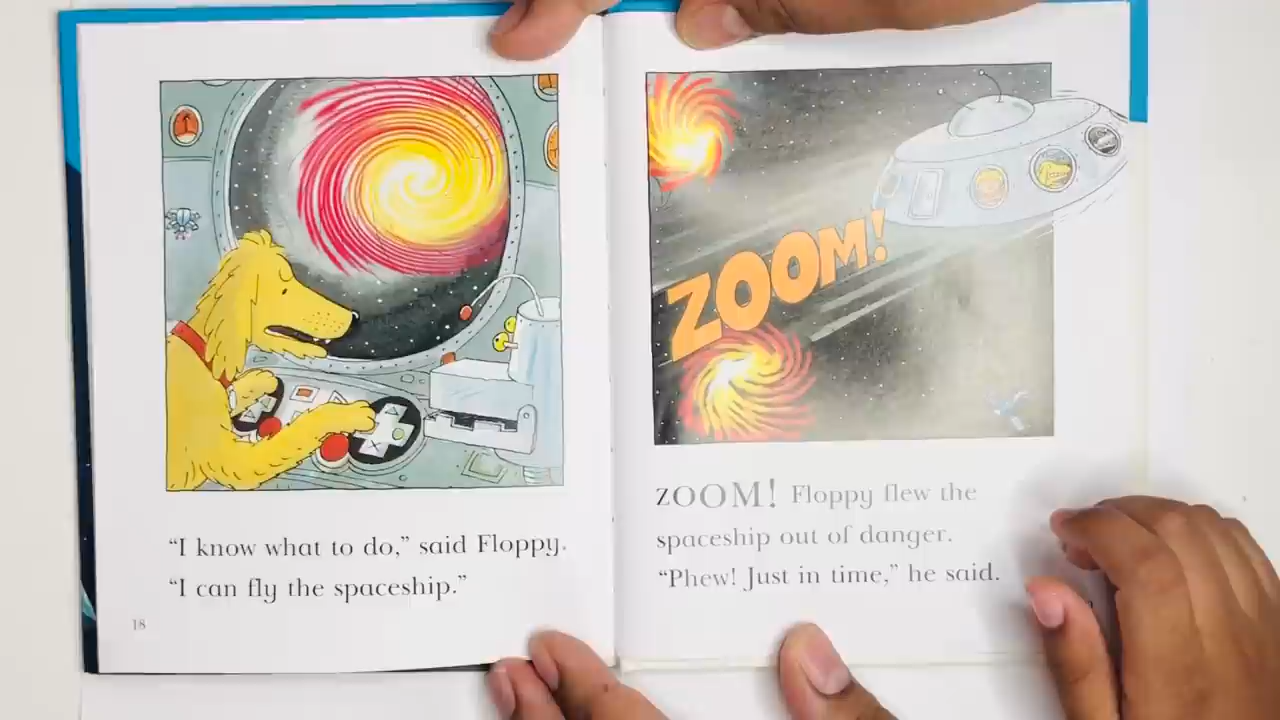 “I know what to do,” said Floppy.
“I can fly the spaceship.”
18
ZOOM!
ZOOM! Floppy flew the
spaceship out of danger.
“Phew! Just in time,” he said.